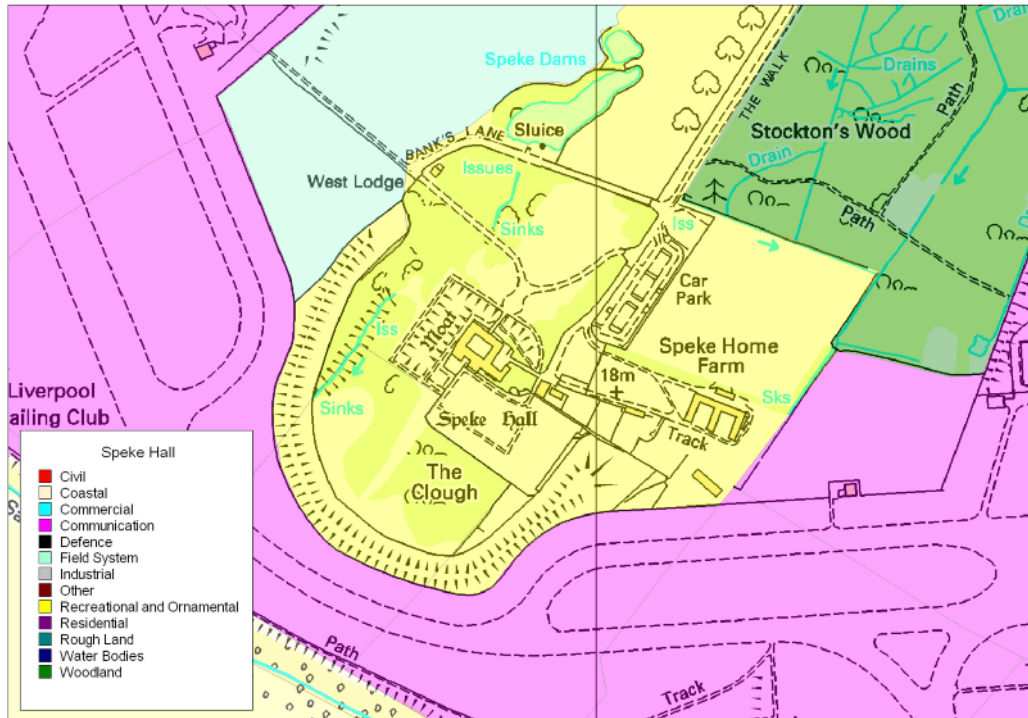 Drai
Speke Dams
Drains
Path
THE WALK
Stockton's Wood
BANK'S LANE
Sluice
Issues
Drain
West Lodge
Path
Sinks
Iss
Car
Park
Iss
Moat
Speke Home
Farm
18m
Liverpool
ailing Club
Sinks
Speke Hall
Sks
Track
The
Clough
Speke Hall
Civil
Coastal
Commercial
Communication
Defence
Field System
Industrial
Other
Recreational and Ornamental
Residential
Rough Land
Water Bodies
Woodland
Path
Track